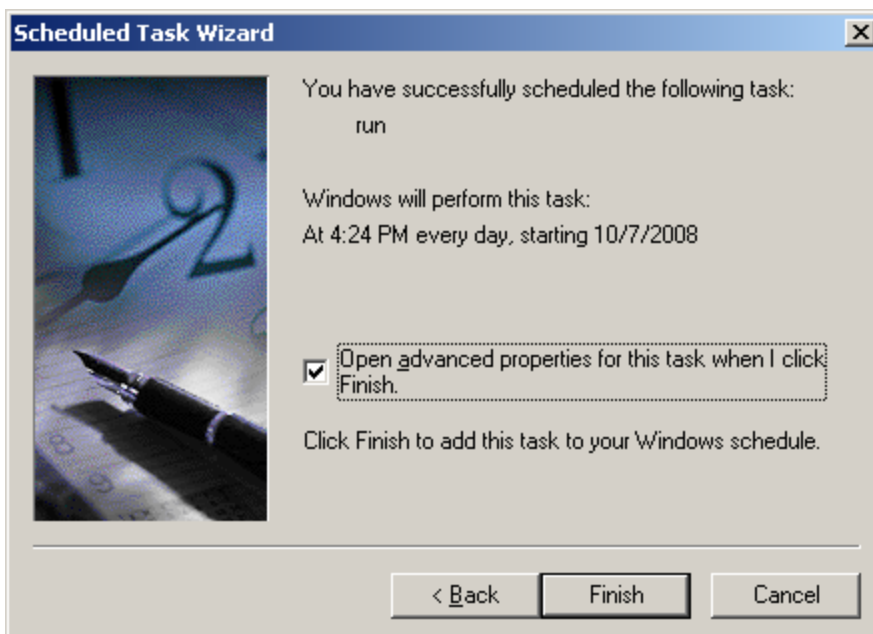 Scheduled Task Wizard
You have successfully scheduled the following task:
run
Windows will perform this task:
At 4:24 PM every day, starting 10/7/2008
Open advanced properties for this task when I click
Finish.
Click Finish to add this task to your Windows schedule.
< Back
Finish
Cancel